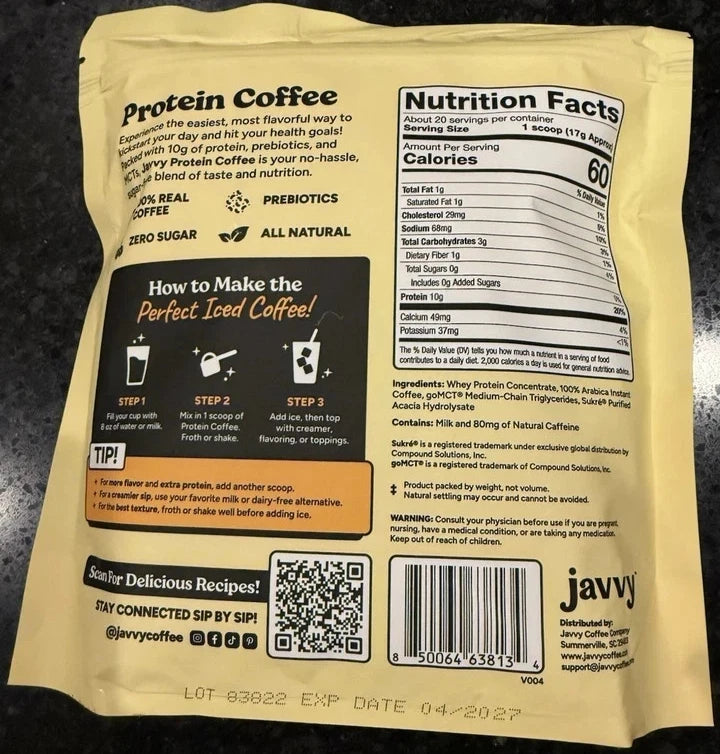 Protein Coffee
Experience the easiest, most flavorful way to
kickstart your day and hit your health goals!
Packed with 10g of protein, prebiotics, and
MCTs, Javvy Protein Coffee is your no-hassle,
sugar-free blend of taste and nutrition.
REAL
COFFEE
PREBIOTICS
ZERO SUGAR
ALL NATURAL
How to Make the
Perfect Iced Coffee!
STEP 1
Fill your cup with
8 oz of water or milk.
STEP 2
Mix in 1 scoop of
Protein Coffee.
Froth or shake.
STEP 3
Add ice, then top
with creamer,
flavoring, or toppings.
TIP!
+ For more flavor and extra protein, add another scoop.
+ For a creamier sip, use your favorite milk or dairy-free alternative.
+ For the best texture, froth or shake well before adding ice.
Scan For Delicious Recipes!
STAY CONNECTED SIP BY SIP!
@javvycoffee
Nutrition Facts
About 20 servings per container
Serving Size 1 scoop (17g Approx)
Amount Per Serving
Calories 60
% Daily Value
Total Fat 1g 1%
Saturated Fat 1g
Cholesterol 29mg 10%
Sodium 68mg 3%
Total Carbohydrates 3g 1%
Dietary Fiber 1g 4%
Total Sugars 0g
Includes 0g Added Sugars 0%
Protein 10g 20%
Calcium 49mg 4%
Potassium 37mg <1%
The % Daily Value (DV) tells you how much a nutrient in a serving of food
contributes to a daily diet. 2,000 calories a day is used for general nutrition advice.
Ingredients: Whey Protein Concentrate, 100% Arabica Instant
Coffee, goMCT® Medium-Chain Triglycerides, Sukré® Purified
Acacia Hydrolysate
Contains: Milk and 80mg of Natural Caffeine
Sukré® is a registered trademark under exclusive global distribution by
Compound Solutions, Inc.
goMCT® is a registered trademark of Compound Solutions, Inc.
‡ Product packed by weight, not volume.
Natural settling may occur and cannot be avoided.
WARNING: Consult your physician before use if you are pregnant,
nursing, have a medical condition, or are taking any medication.
Keep out of reach of children.
8 50064 63813 4
V004
javvy
Distributed by:
Javvy Coffee Company
Summerville, SC
www.javvycoffee.
support@javvycoffee.
LOT 83822 EXP DATE 04/2027